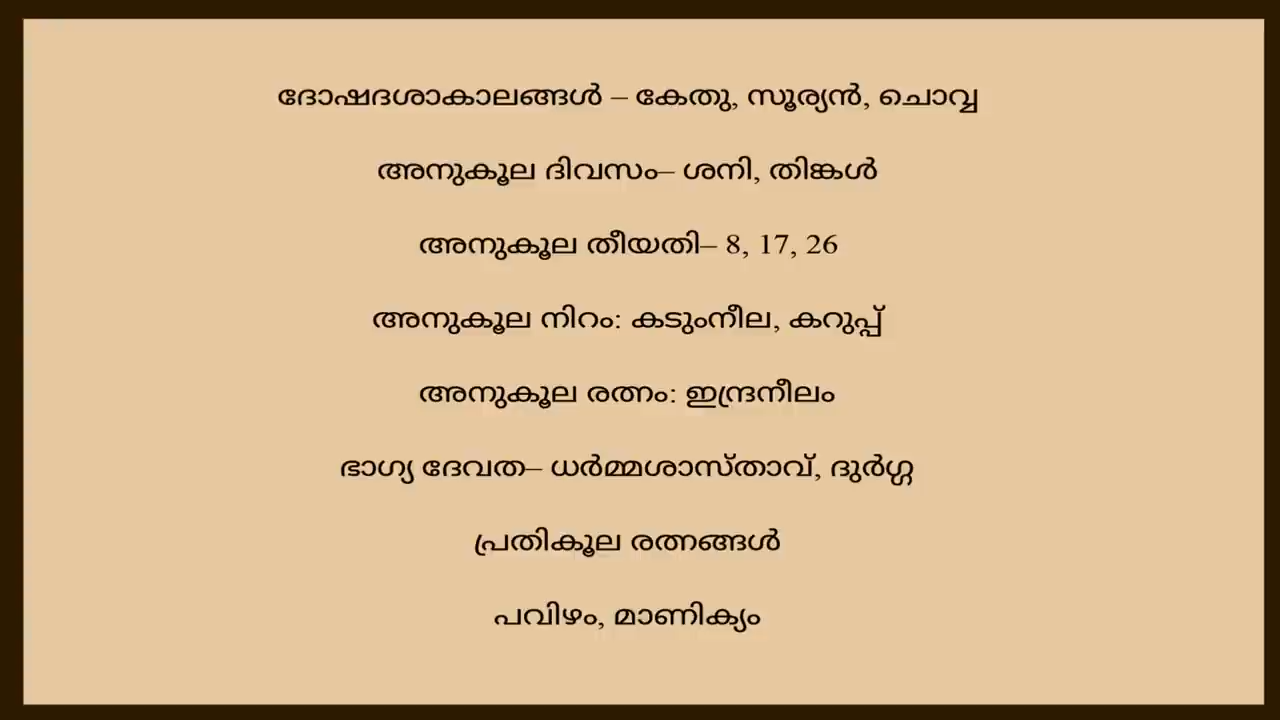 ദോഷദശാകാലങ്ങൾ – കേതു, സൂര്യൻ, ചൊവ്വ
അനുകൂല ദിവസം– ശനി, തിങ്കൾ
അനുകൂല തീയതി– 8, 17, 26
അനുകൂല നിറം: കടുംനീല, കറുപ്പ്
അനുകൂല രത്നം: ഇന്ദ്രനീലം
ഭാഗ്യ ദേവത– ധർമ്മശാസ്താവ്, ദുർഗ്ഗ
പ്രതികൂല രത്നങ്ങൾ
പവിഴം, മാണിക്യം